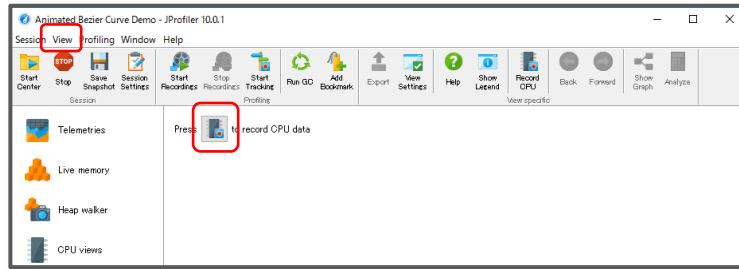 Animated Bezier Curve Demo - JProfiler 10.0.1
Session View Profiling Window Help
Start Center Stop Save Snapshot Session Settings Start Recordings Stop Recordings Start Tracking Run GC Add Bookmark Export View Settings Help Show Legend Record CPU Back Forward Show Graph Analyze
Session Profiling View specific
Telemetries
Press to record CPU data
Live memory
Heap walker
CPU views